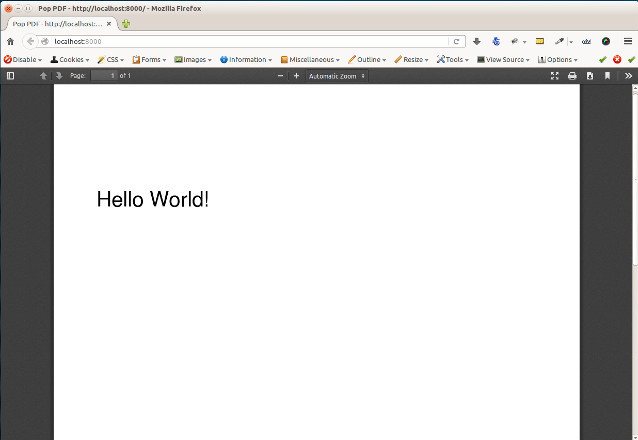 Pop PDF - http://localhost:8000/ - Mozilla Firefox
Pop PDF - http://localhost:...
localhost:8000
Disable Cookies CSS Forms Images Information Miscellaneous Outline Resize Tools View Source Options
Page: 1 of 1 Automatic Zoom
Hello World!